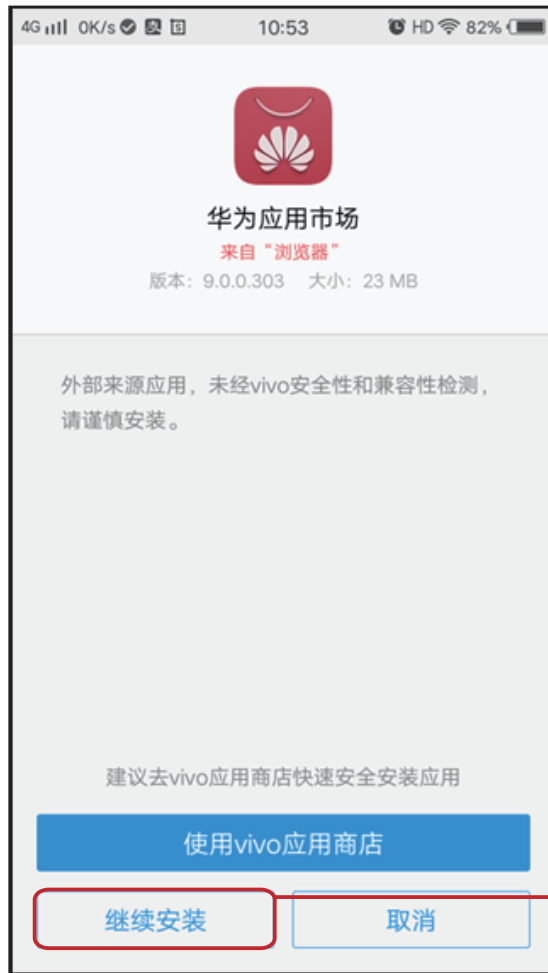 4G 0K/s 10:53 HD 82%
华为应用市场
来自“浏览器”
版本：9.0.0.303 大小：23 MB
外部来源应用，未经vivo安全性和兼容性检测，
请谨慎安装。
建议去vivo应用商店快速安全安装应用
使用vivo应用商店
继续安装 取消